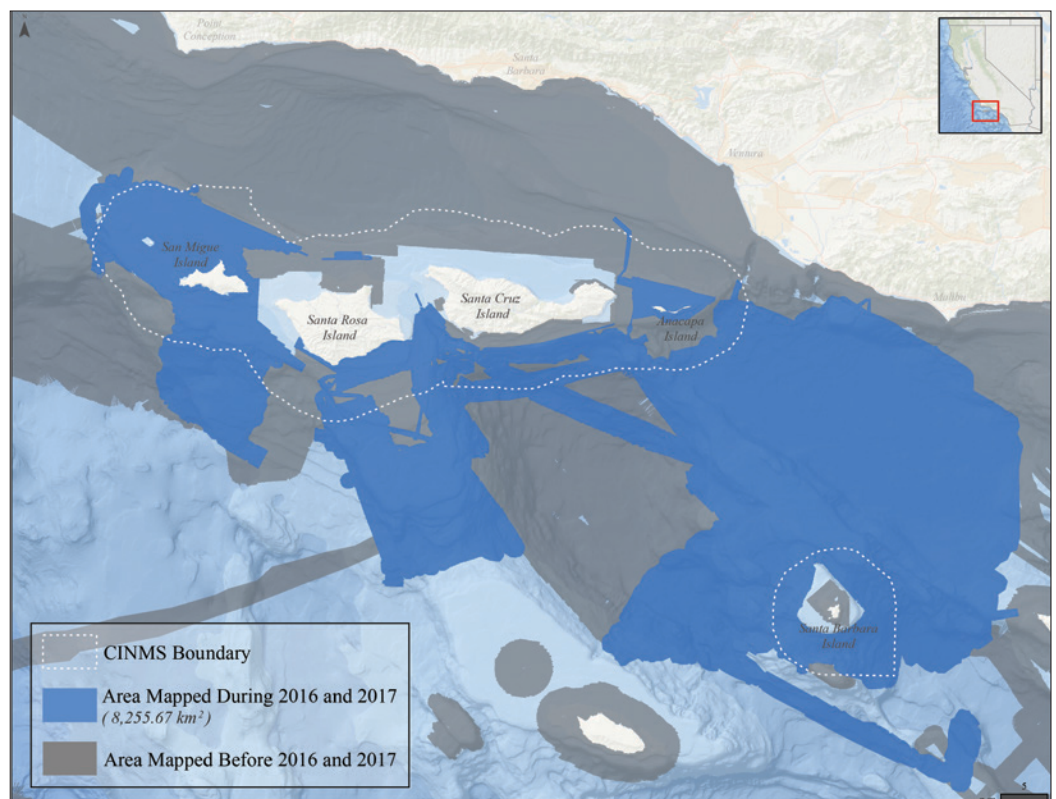 N
Point
Conception
Santa
Barbara
Ventura
Malibu
San Migue
Island
Santa Rosa
Island
Santa Cruz
Island
Anacapa
Island
Santa Barbara
Island
CINMS Boundary
Area Mapped During 2016 and 2017
( 8,255.67 km² )
Area Mapped Before 2016 and 2017
5